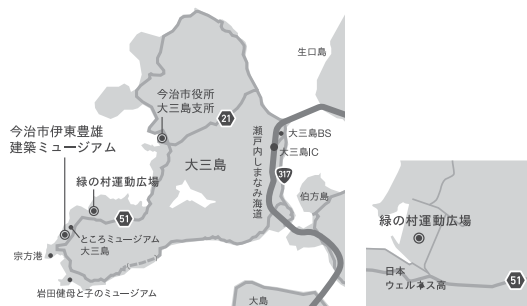 生口島
今治市役所
大三島支所
21
今治市伊東豊雄
建築ミュージアム
大三島
瀬戸内しまなみ海道
大三島BS
大三島IC
317
伯方島
緑の村運動広場
51
ところミュージアム
大三島
宗方港
岩田健母と子のミュージアム
大島
緑の村運動広場
日本
ウェルネス高
51